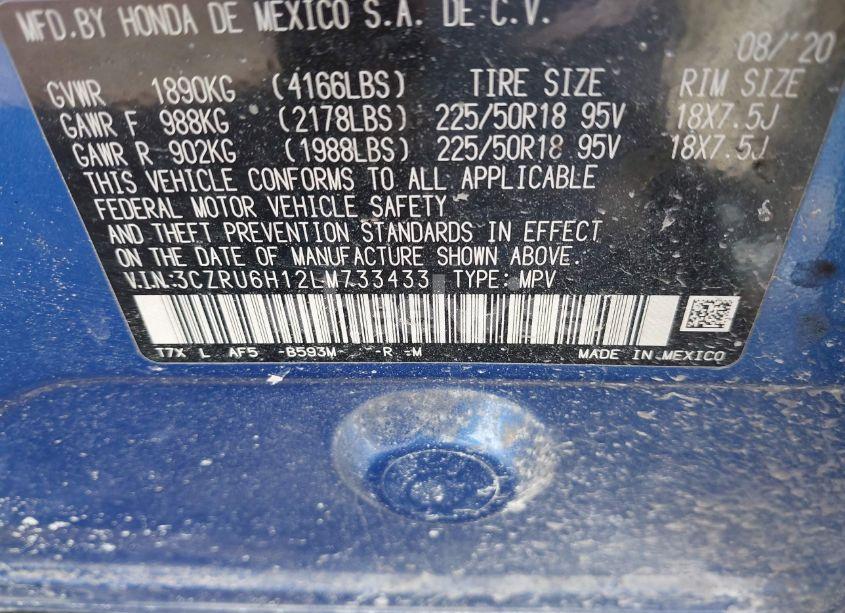 MFD.BY HONDA DE MEXICO S.A. DE C.V.
08/'20
GVWR 1890KG (4166LBS) TIRE SIZE RIM SIZE
GAWR F 988KG (2178LBS) 225/50R18 95V 18X7.5J
GAWR R 902KG (1988LBS) 225/50R18 95V 18X7.5J
THIS VEHICLE CONFORMS TO ALL APPLICABLE
FEDERAL MOTOR VEHICLE SAFETY
AND THEFT PREVENTION STANDARDS IN EFFECT
ON THE DATE OF MANUFACTURE SHOWN ABOVE.
V.I.N:3CZRU6H12LM733433 TYPE: MPV
T7X L AF5 -B593M- -R -M MADE IN MEXICO